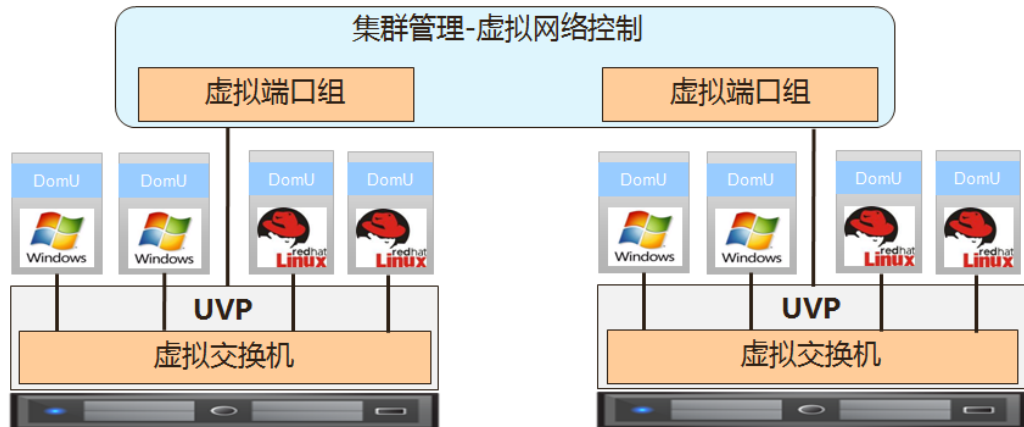 集群管理-虚拟网络控制
虚拟端口组
虚拟端口组
DomU
DomU
DomU
DomU
DomU
DomU
DomU
DomU
Windows
Windows
redhat
Linux
redhat
Linux
Windows
Windows
redhat
Linux
redhat
Linux
UVP
UVP
虚拟交换机
虚拟交换机